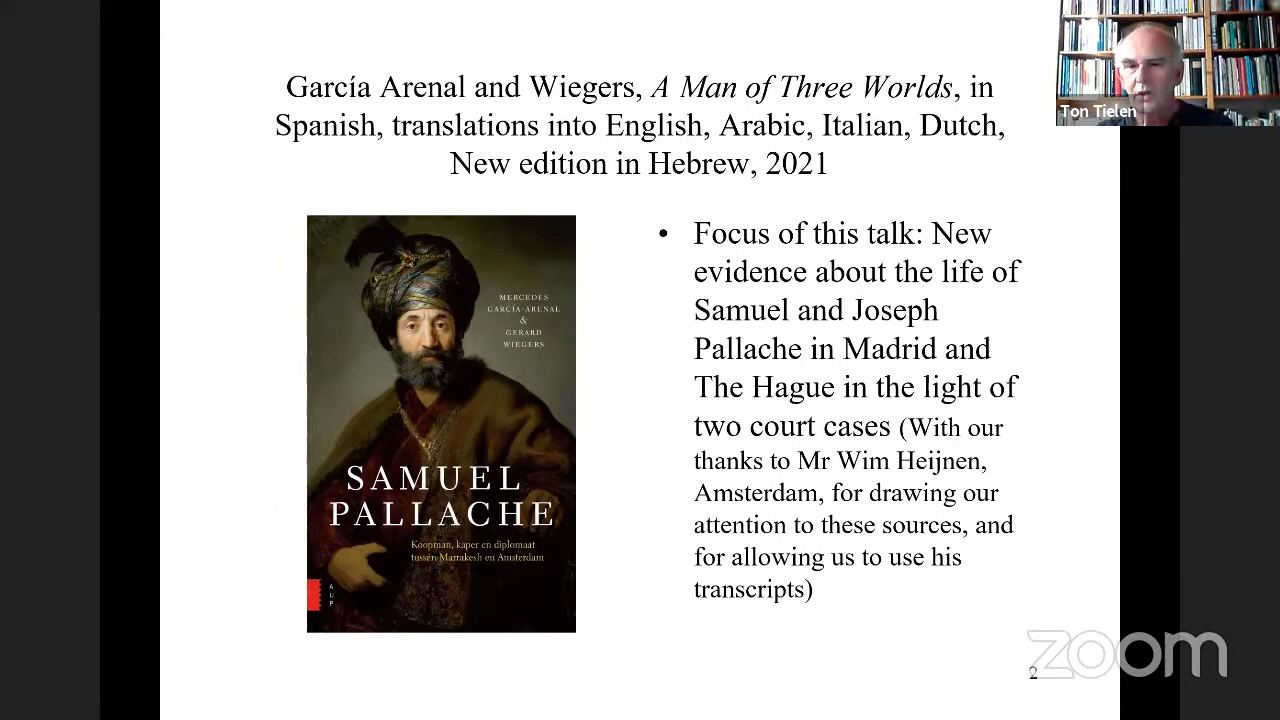 García Arenal and Wiegers, A Man of Three Worlds, in
Spanish, translations into English, Arabic, Italian, Dutch,
New edition in Hebrew, 2021
Ton Tielen
MERCEDES
GARCÍA-ARENAL
&
GERARD
WIEGERS
SAMUEL
PALLACHE
Koopman, kaper en diplomaat
tussen Marrakesh en Amsterdam
A
U
P
• Focus of this talk: New
evidence about the life of
Samuel and Joseph
Pallache in Madrid and
The Hague in the light of
two court cases (With our
thanks to Mr Wim Heijnen,
Amsterdam, for drawing our
attention to these sources, and
for allowing us to use his
transcripts)
zoom
2